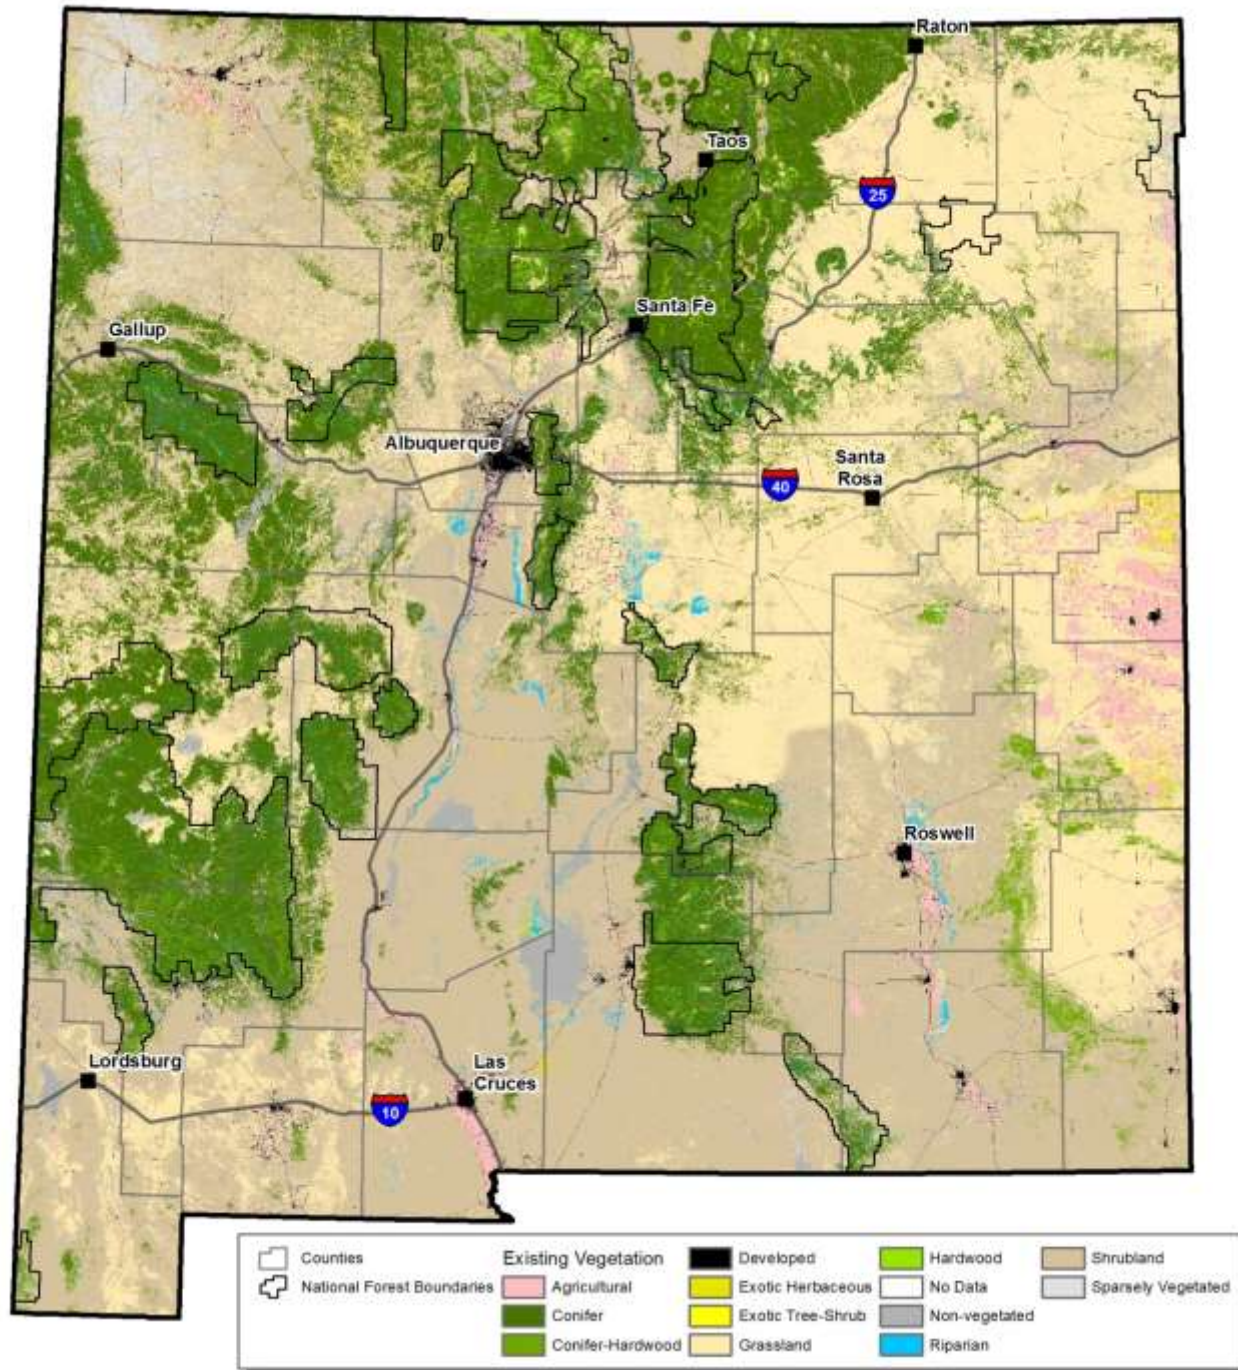 Raton
Taos
25
Santa Fe
Gallup
Albuquerque
Santa
Rosa
40
Roswell
Lordsburg
Las
Cruces
10
Counties
National Forest Boundaries
Existing Vegetation
Agricultural
Conifer
Conifer-Hardwood
Developed
Exotic Herbaceous
Exotic Tree-Shrub
Grassland
Hardwood
No Data
Non-vegetated
Riparian
Shrubland
Sparsely Vegetated